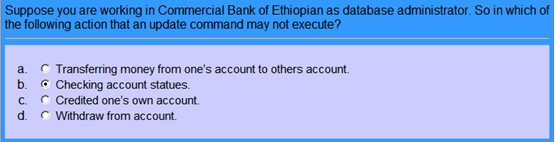 Suppose you are working in Commercial Bank of Ethiopian as database administrator. So in which of
the following action that an update command may not execute?
a. Transferring money from one's account to others account.
b. Checking account statues.
c. Credited one's own account.
d. Withdraw from account.